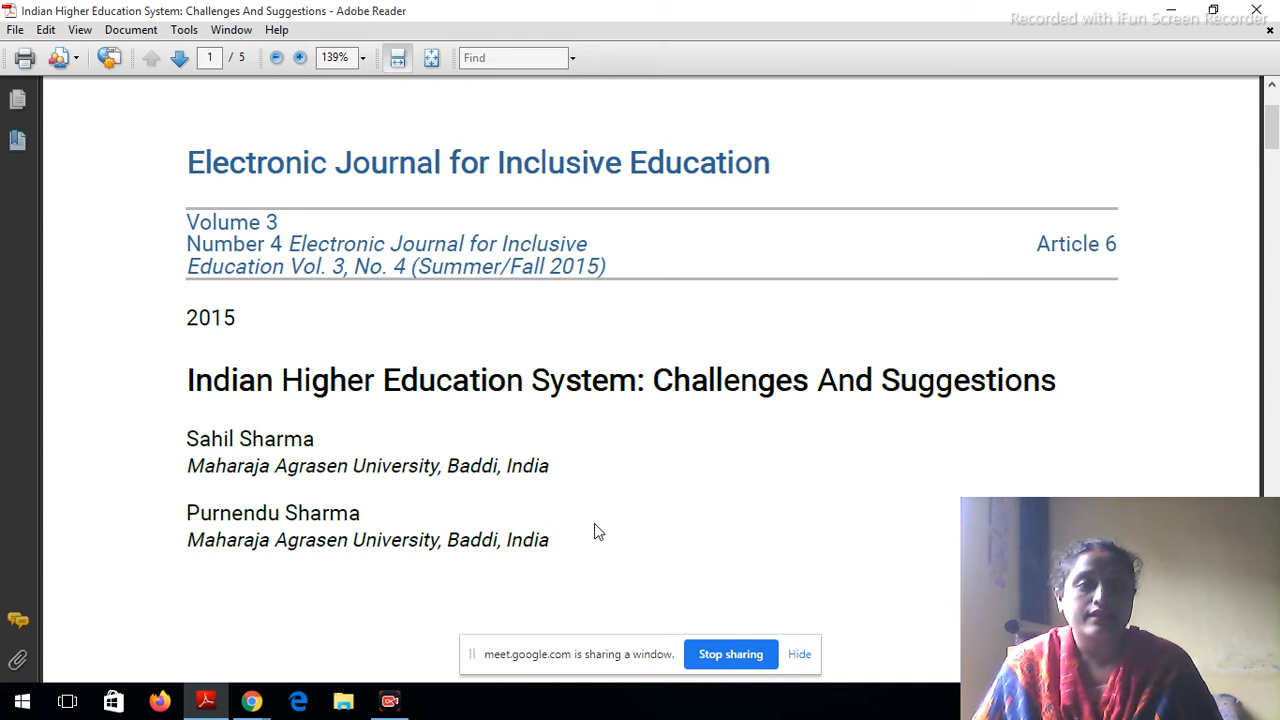 Indian Higher Education System: Challenges And Suggestions - Adobe Reader
Recorded with iFun Screen Recorder
File Edit View Document Tools Window Help
1 / 5 139% Find
Electronic Journal for Inclusive Education
Volume 3
Number 4 Electronic Journal for Inclusive Article 6
Education Vol. 3, No. 4 (Summer/Fall 2015)
2015
Indian Higher Education System: Challenges And Suggestions
Sahil Sharma
Maharaja Agrasen University, Baddi, India
Purnendu Sharma
Maharaja Agrasen University, Baddi, India
meet.google.com is sharing a window. Stop sharing Hide